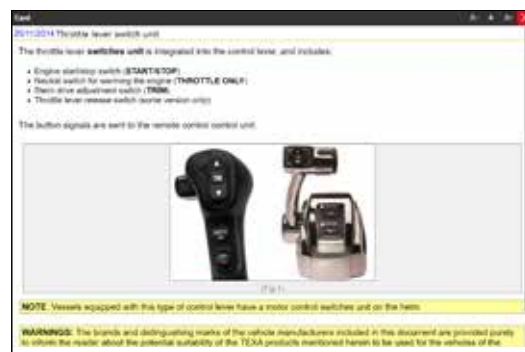 Card
A- A A+ X
25/11/2014 Throttle lever switch unit
The throttle lever switches unit is integrated into the control lever, and includes:
• Engine start/stop switch (START/STOP)
• Neutral switch for warming the engine (THROTTLE ONLY)
• Stern drive adjustment switch (TRIM)
• Throttle lever release switch (some version only)
The button signals are sent to the remote control control unit.
(Fig.1)
NOTE: Vessels equipped with this type of control lever have a motor control switches unit on the helm.
WARNINGS: The brands and distinguishing marks of the vehicle manufacturers included in this document are provided purely
to inform the reader about the potential suitability of the TEXA products mentioned herein to be used for the vehicles of the